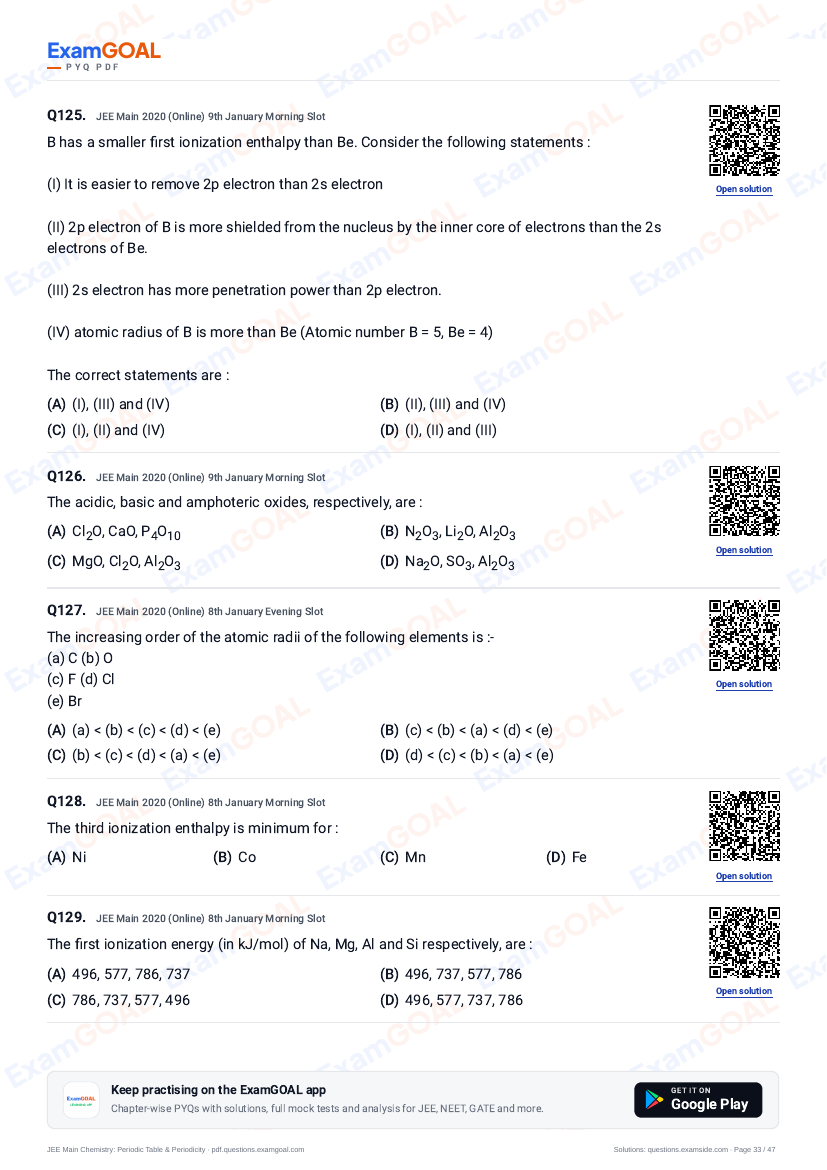 ExamGOAL
PYQ PDF
Q125. JEE Main 2020 (Online) 9th January Morning Slot
B has a smaller first ionization enthalpy than Be. Consider the following statements :
(I) It is easier to remove 2p electron than 2s electron
(II) 2p electron of B is more shielded from the nucleus by the inner core of electrons than the 2s
electrons of Be.
(III) 2s electron has more penetration power than 2p electron.
(IV) atomic radius of B is more than Be (Atomic number B = 5, Be = 4)
The correct statements are :
(A) (I), (III) and (IV) (B) (II), (III) and (IV)
(C) (I), (II) and (IV) (D) (I), (II) and (III)
Open solution
Q126. JEE Main 2020 (Online) 9th January Morning Slot
The acidic, basic and amphoteric oxides, respectively, are :
(A) Cl₂O, CaO, P₄O₁₀ (B) N₂O₃, Li₂O, Al₂O₃
(C) MgO, Cl₂O, Al₂O₃ (D) Na₂O, SO₃, Al₂O₃
Open solution
Q127. JEE Main 2020 (Online) 8th January Evening Slot
The increasing order of the atomic radii of the following elements is :-
(a) C (b) O
(c) F (d) Cl
(e) Br
(A) (a) < (b) < (c) < (d) < (e) (B) (c) < (b) < (a) < (d) < (e)
(C) (b) < (c) < (d) < (a) < (e) (D) (d) < (c) < (b) < (a) < (e)
Open solution
Q128. JEE Main 2020 (Online) 8th January Morning Slot
The third ionization enthalpy is minimum for :
(A) Ni (B) Co (C) Mn (D) Fe
Open solution
Q129. JEE Main 2020 (Online) 8th January Morning Slot
The first ionization energy (in kJ/mol) of Na, Mg, Al and Si respectively, are :
(A) 496, 577, 786, 737 (B) 496, 737, 577, 786
(C) 786, 737, 577, 496 (D) 496, 577, 737, 786
Open solution
ExamGOAL
Keep practising on the ExamGOAL app
Chapter-wise PYQs with solutions, full mock tests and analysis for JEE, NEET, GATE and more.
GET IT ON
Google Play
JEE Main Chemistry: Periodic Table & Periodicity · pdf.questions.examgoal.com
Solutions: questions.examside.com · Page 33 / 47